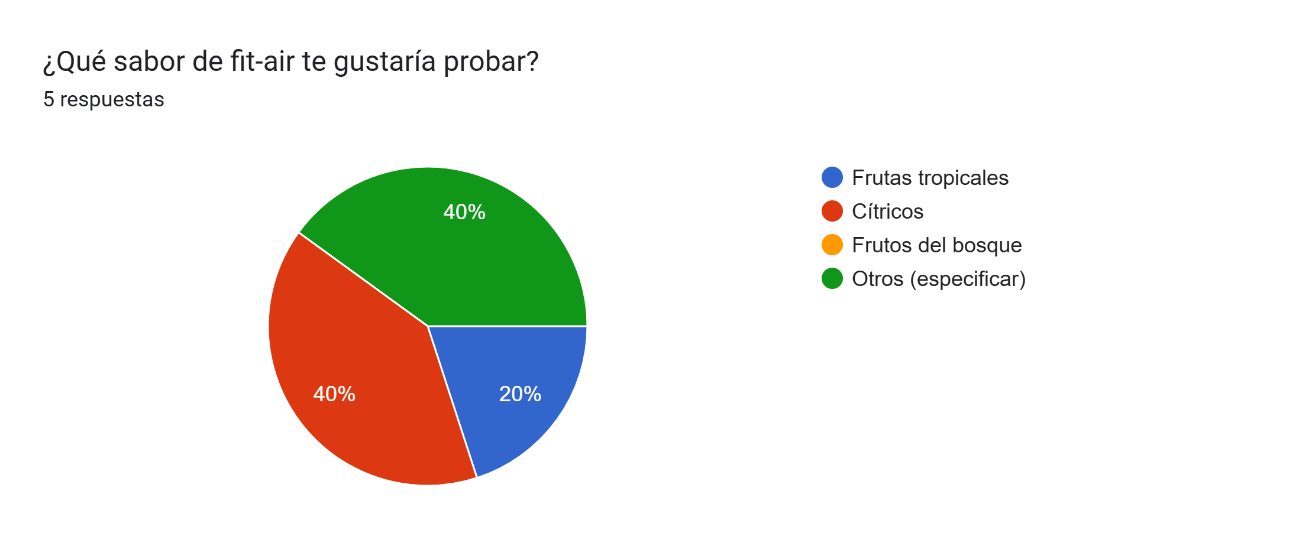 ¿Qué sabor de fit-air te gustaría probar?
5 respuestas
40%
40%
20%
Frutas tropicales
Cítricos
Frutos del bosque
Otros (especificar)